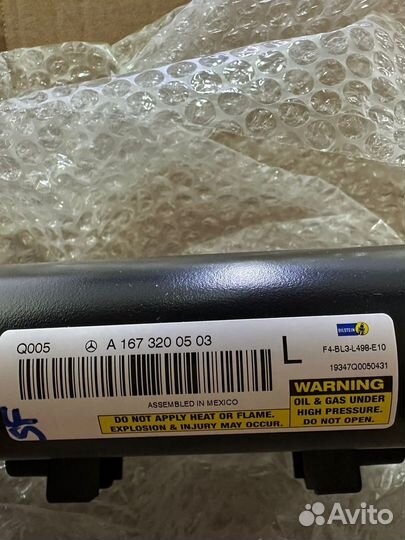 Q005 A 167 320 05 03
L
BILSTEIN
F4-BL3-L498-E10
19347Q0050431
ASSEMBLED IN MEXICO
WARNING
OIL & GAS UNDER
HIGH PRESSURE.
DO NOT OPEN.
DO NOT APPLY HEAT OR FLAME.
EXPLOSION & INJURY MAY OCCUR.
SF
Avito